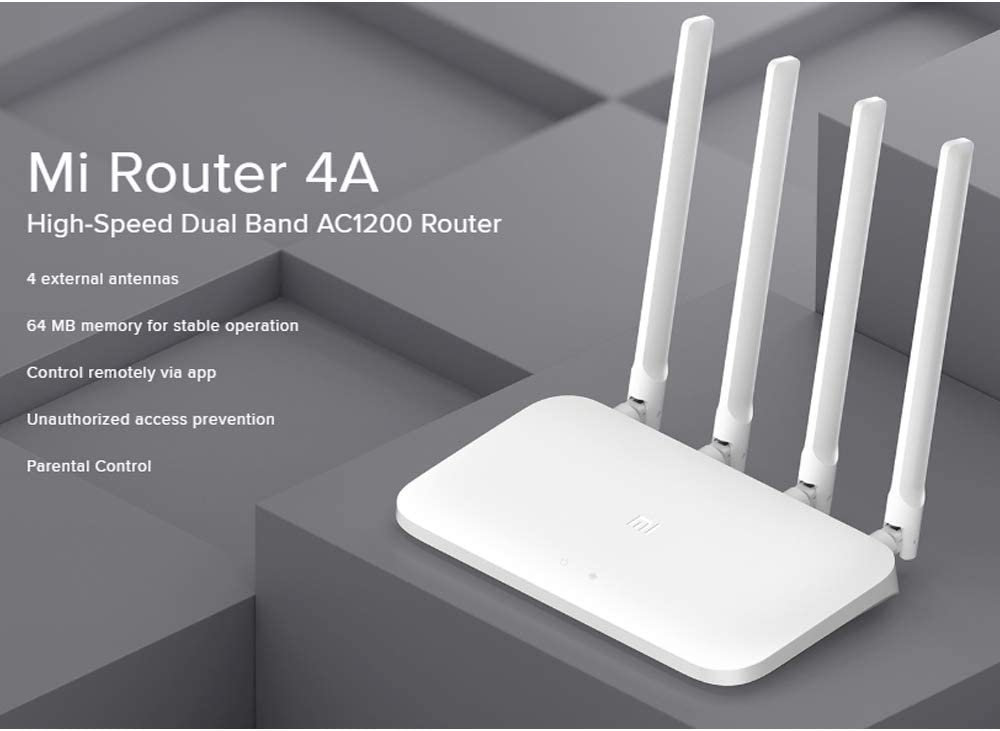 Mi Router 4A
High-Speed Dual Band AC1200 Router
4 external antennas
64 MB memory for stable operation
Control remotely via app
Unauthorized access prevention
Parental Control
mi